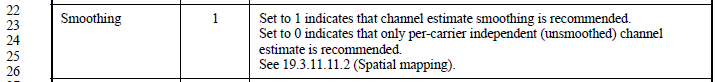 22
23
24
25
26
Smoothing
1
Set to 1 indicates that channel estimate smoothing is recommended.
Set to 0 indicates that only per-carrier independent (unsmoothed) channel
estimate is recommended.
See 19.3.11.11.2 (Spatial mapping).